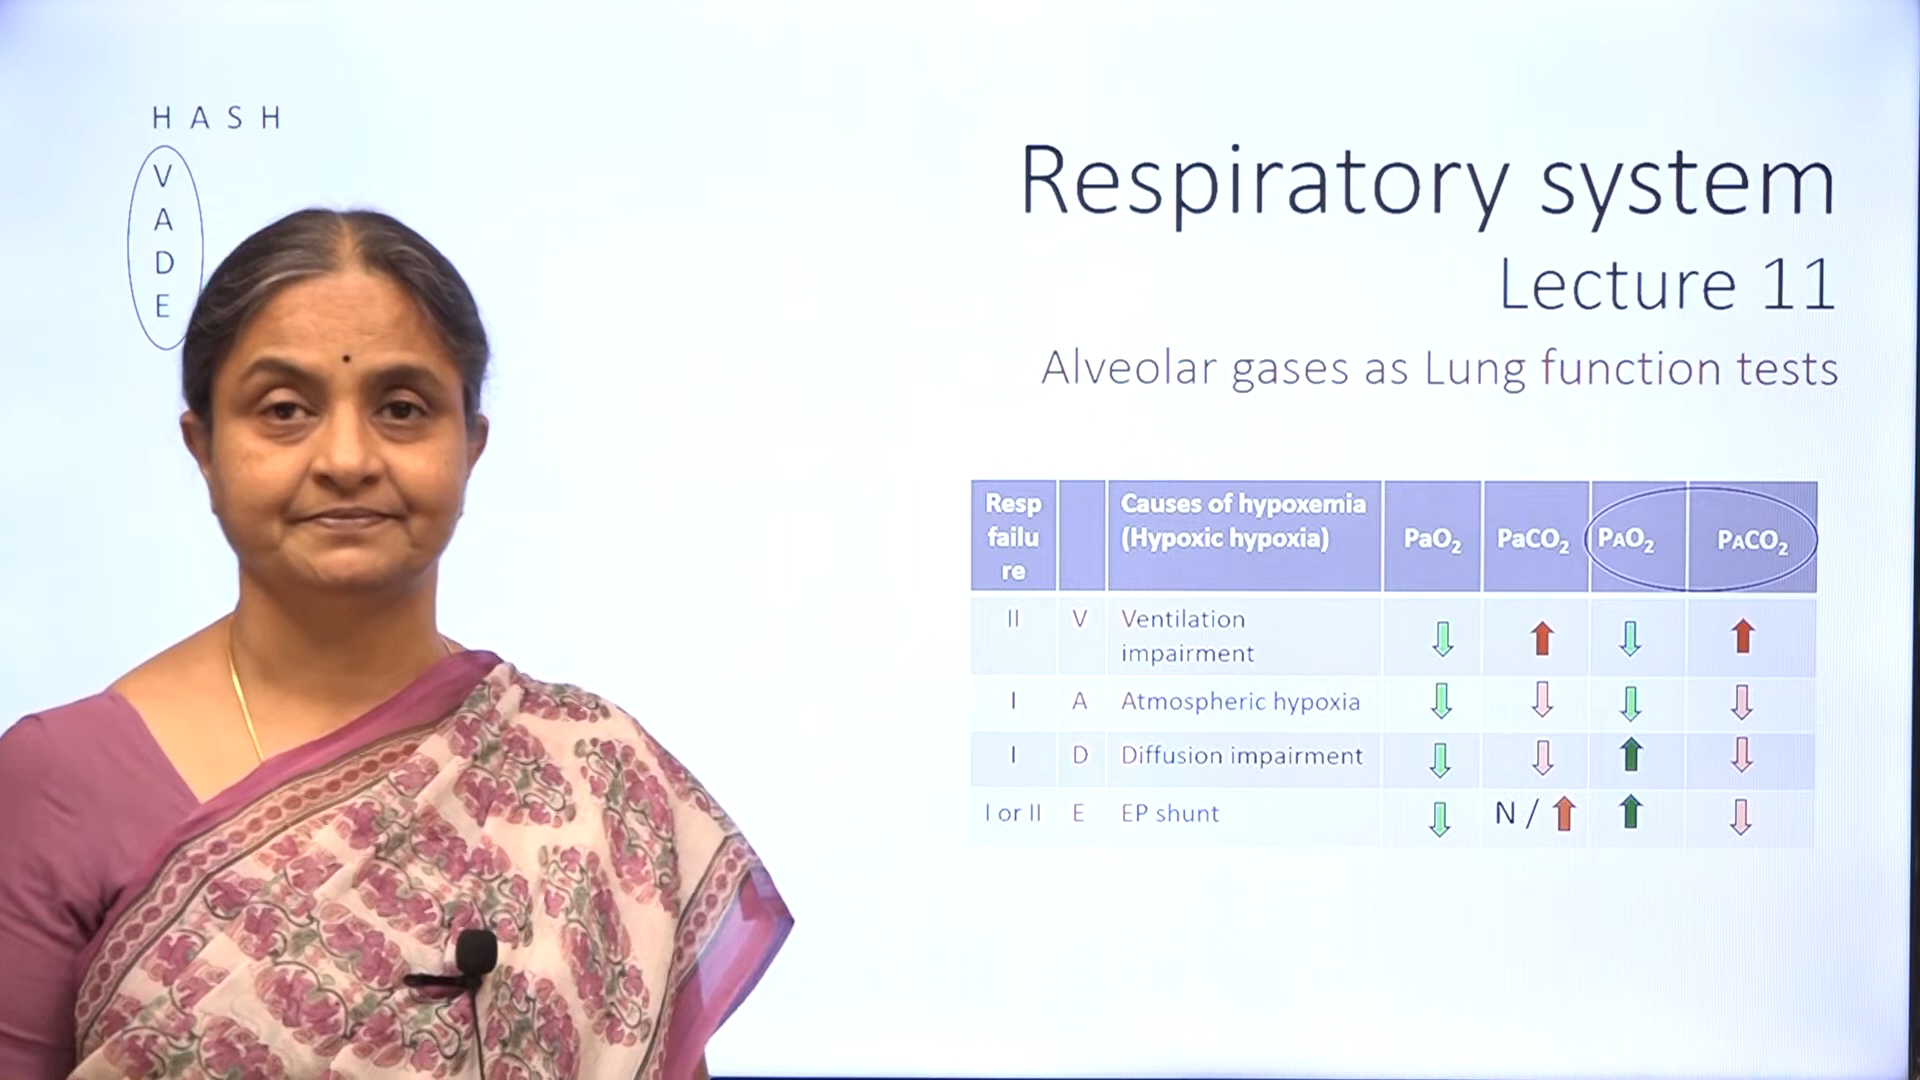 H A S H
V
A
D
E
Respiratory system
Lecture 11
Alveolar gases as Lung function tests
Resp failu re | | Causes of hypoxemia (Hypoxic hypoxia) | PaO₂ | PaCO₂ | PAO₂ | PACO₂
II | V | Ventilation impairment | ⇩ | ⬆ | ⇩ | ⬆
I | A | Atmospheric hypoxia | ⇩ | ⇩ | ⇩ | ⇩
I | D | Diffusion impairment | ⇩ | ⇩ | ⬆ | ⇩
I or II | E | EP shunt | ⇩ | N / ⬆ | ⬆ | ⇩